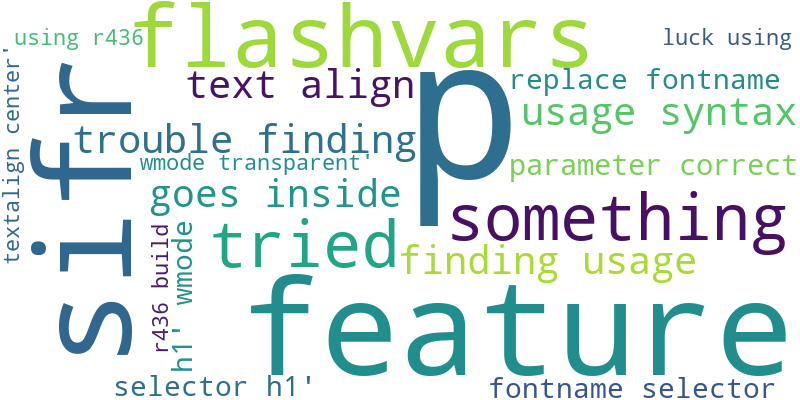 using r436
flashvars
luck using
text align
p
replace fontname
usage syntax
trouble finding
wmode transparent'
parameter correct
goes inside
something
tried
finding usage
feature
selector h1'
fontname selector
textalign center'
sifr
r436 build
h1' wmode